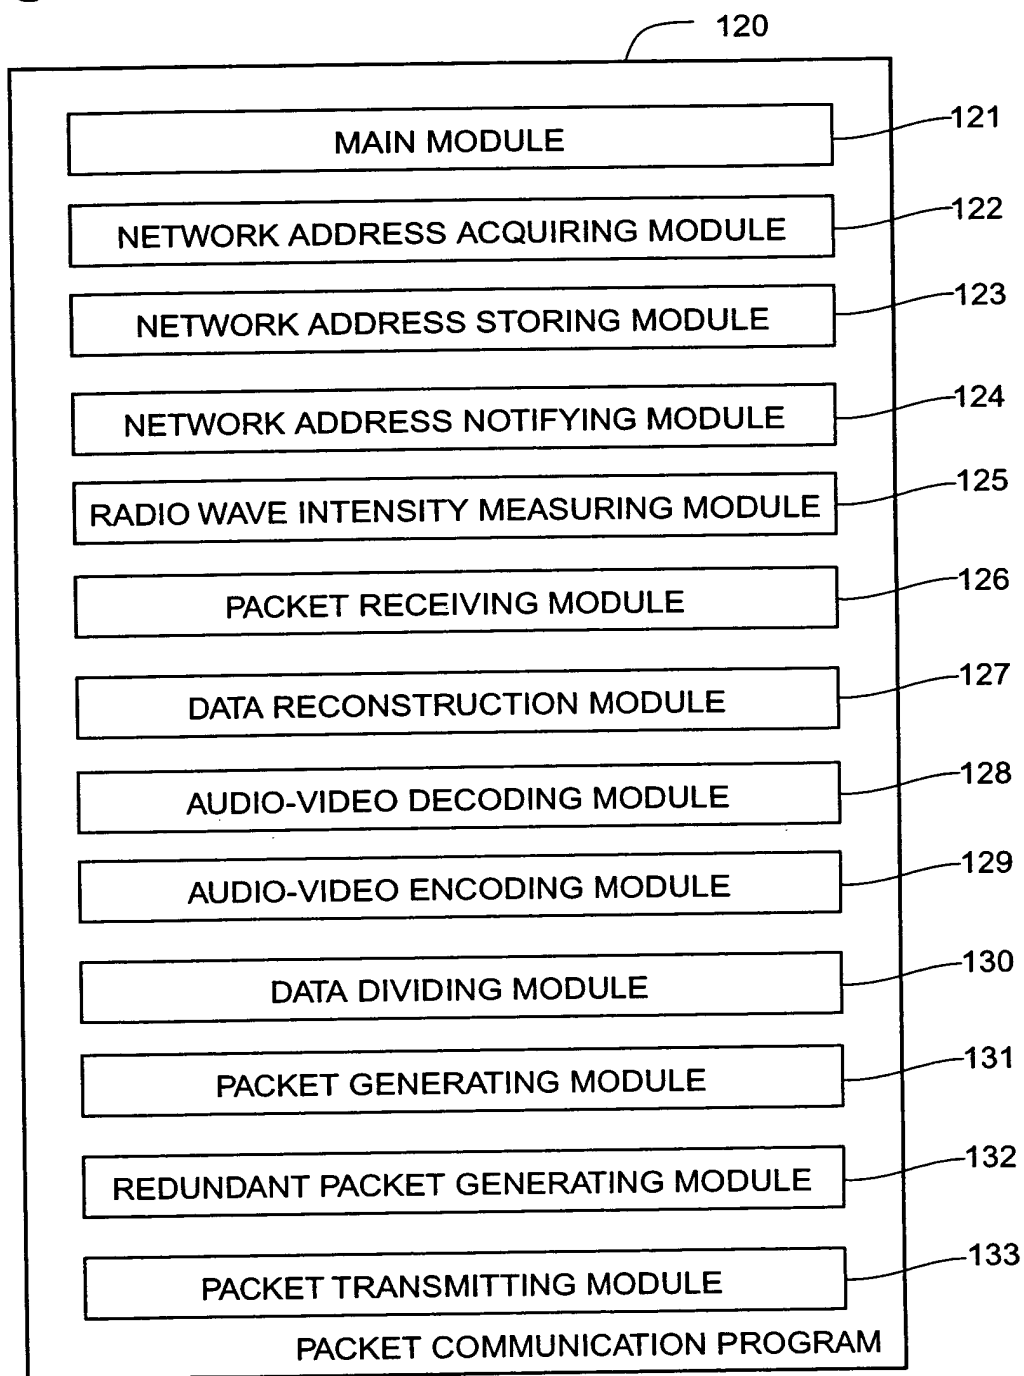 120
MAIN MODULE 121
NETWORK ADDRESS ACQUIRING MODULE 122
NETWORK ADDRESS STORING MODULE 123
NETWORK ADDRESS NOTIFYING MODULE 124
RADIO WAVE INTENSITY MEASURING MODULE 125
PACKET RECEIVING MODULE 126
DATA RECONSTRUCTION MODULE 127
AUDIO-VIDEO DECODING MODULE 128
AUDIO-VIDEO ENCODING MODULE 129
DATA DIVIDING MODULE 130
PACKET GENERATING MODULE 131
REDUNDANT PACKET GENERATING MODULE 132
PACKET TRANSMITTING MODULE 133
PACKET COMMUNICATION PROGRAM